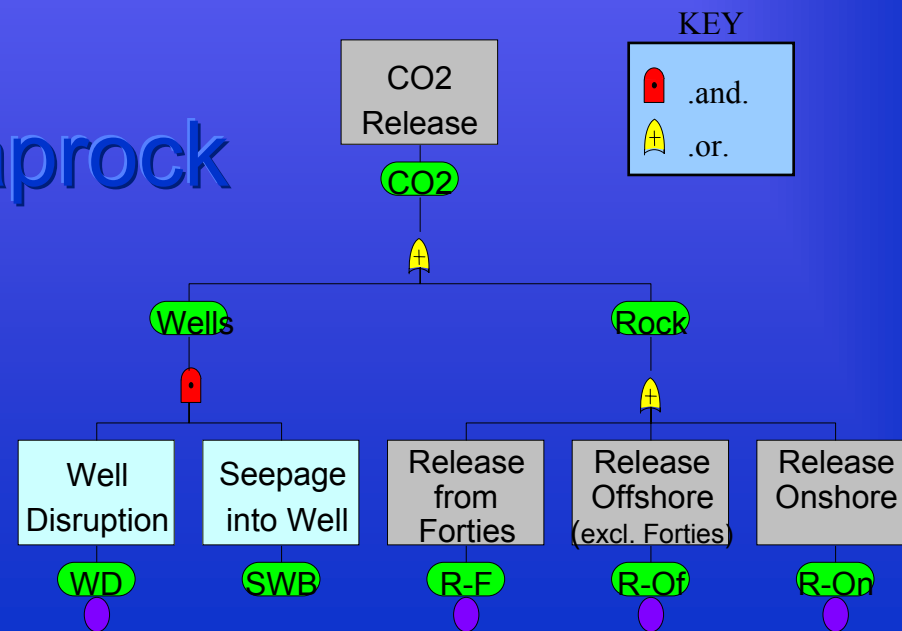 KEY
.and.
.or.
CO2
Release
CO2
Wells
Rock
Well
Disruption
Seepage
into Well
Release
from
Forties
Release
Offshore
(excl. Forties)
Release
Onshore
WD
SWB
R-F
R-Of
R-On